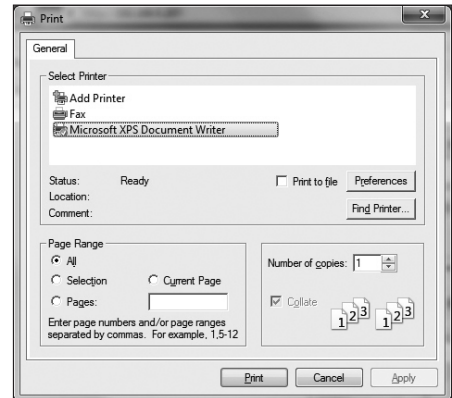 Print
General
Select Printer
Add Printer
Fax
Microsoft XPS Document Writer
Status: Ready Print to file Preferences
Location:
Comment: Find Printer...
Page Range
All Number of copies: 1
Selection Current Page
Pages: Collate
Enter page numbers and/or page ranges
separated by commas. For example, 1,5-12
1 2 3 1 2 3
Print Cancel Apply